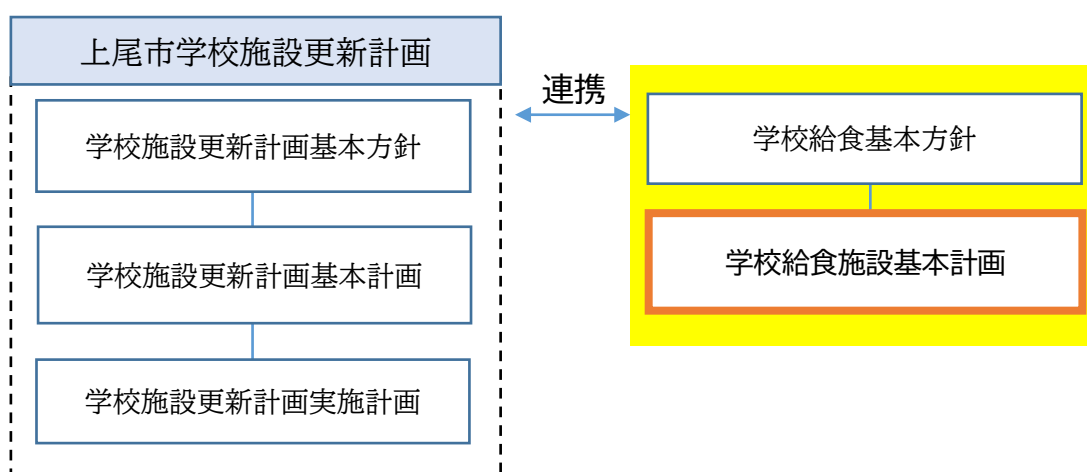 上尾市学校施設更新計画
学校施設更新計画基本方針
学校施設更新計画基本計画
学校施設更新計画実施計画
連携
学校給食基本方針
学校給食施設基本計画